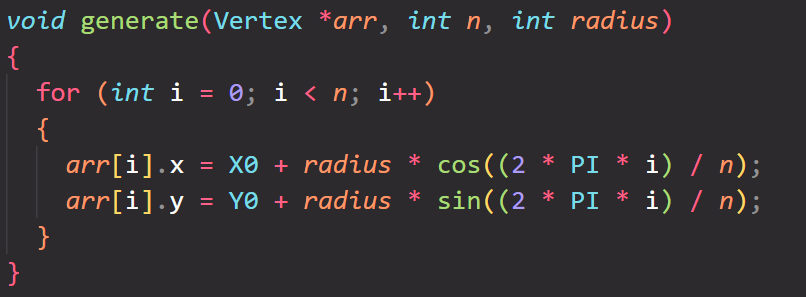 void generate(Vertex *arr, int n, int radius)
{
  for (int i = 0; i < n; i++)
  {
    arr[i].x = X0 + radius * cos((2 * PI * i) / n);
    arr[i].y = Y0 + radius * sin((2 * PI * i) / n);
  }
}